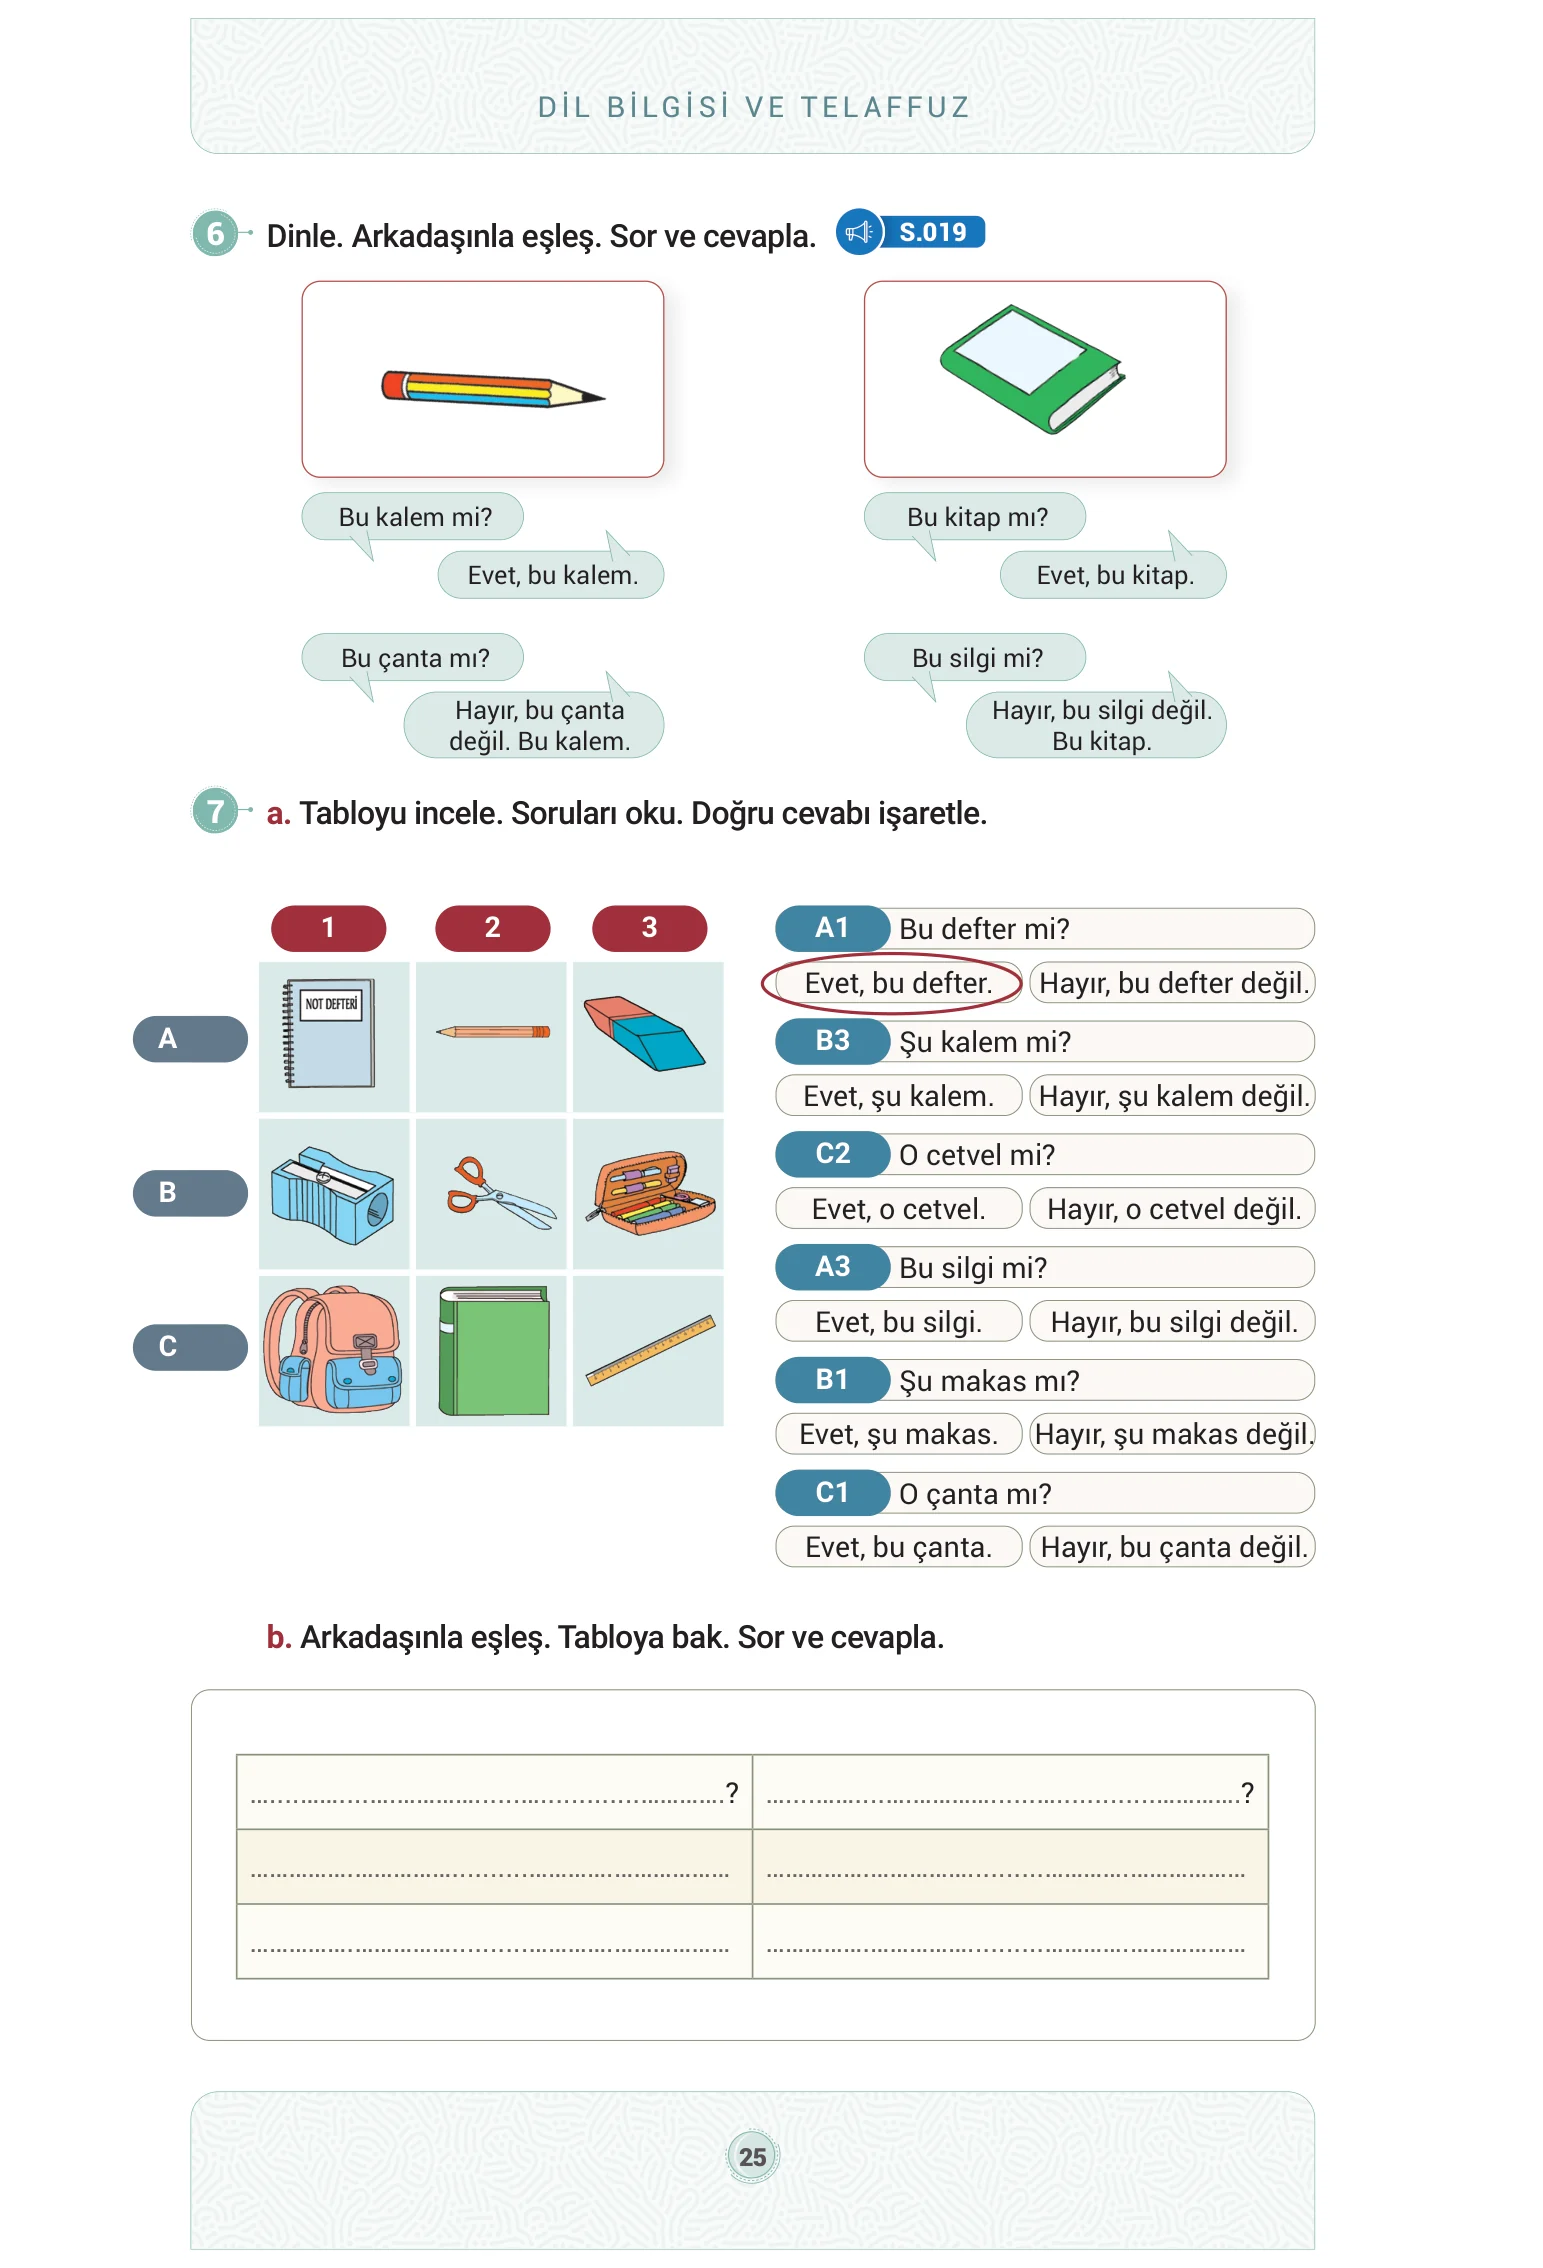 DİL BİLGİSİ VE TELAFFUZ
6 Dinle. Arkadaşınla eşleş. Sor ve cevapla. S.019
Bu kalem mi?
Evet, bu kalem.
Bu çanta mı?
Hayır, bu çanta
değil. Bu kalem.
Bu kitap mı?
Evet, bu kitap.
Bu silgi mi?
Hayır, bu silgi değil.
Bu kitap.
7 a. Tabloyu incele. Soruları oku. Doğru cevabı işaretle.
1 2 3
A
NOT DEFTERİ
B
C
A1 Bu defter mi?
Evet, bu defter. Hayır, bu defter değil.
B3 Şu kalem mi?
Evet, şu kalem. Hayır, şu kalem değil.
C2 O cetvel mi?
Evet, o cetvel. Hayır, o cetvel değil.
A3 Bu silgi mi?
Evet, bu silgi. Hayır, bu silgi değil.
B1 Şu makas mı?
Evet, şu makas. Hayır, şu makas değil.
C1 O çanta mı?
Evet, bu çanta. Hayır, bu çanta değil.
b. Arkadaşınla eşleş. Tabloya bak. Sor ve cevapla.
..............................................................? ..............................................................?
.............................................................. ..............................................................
.............................................................. ..............................................................
25